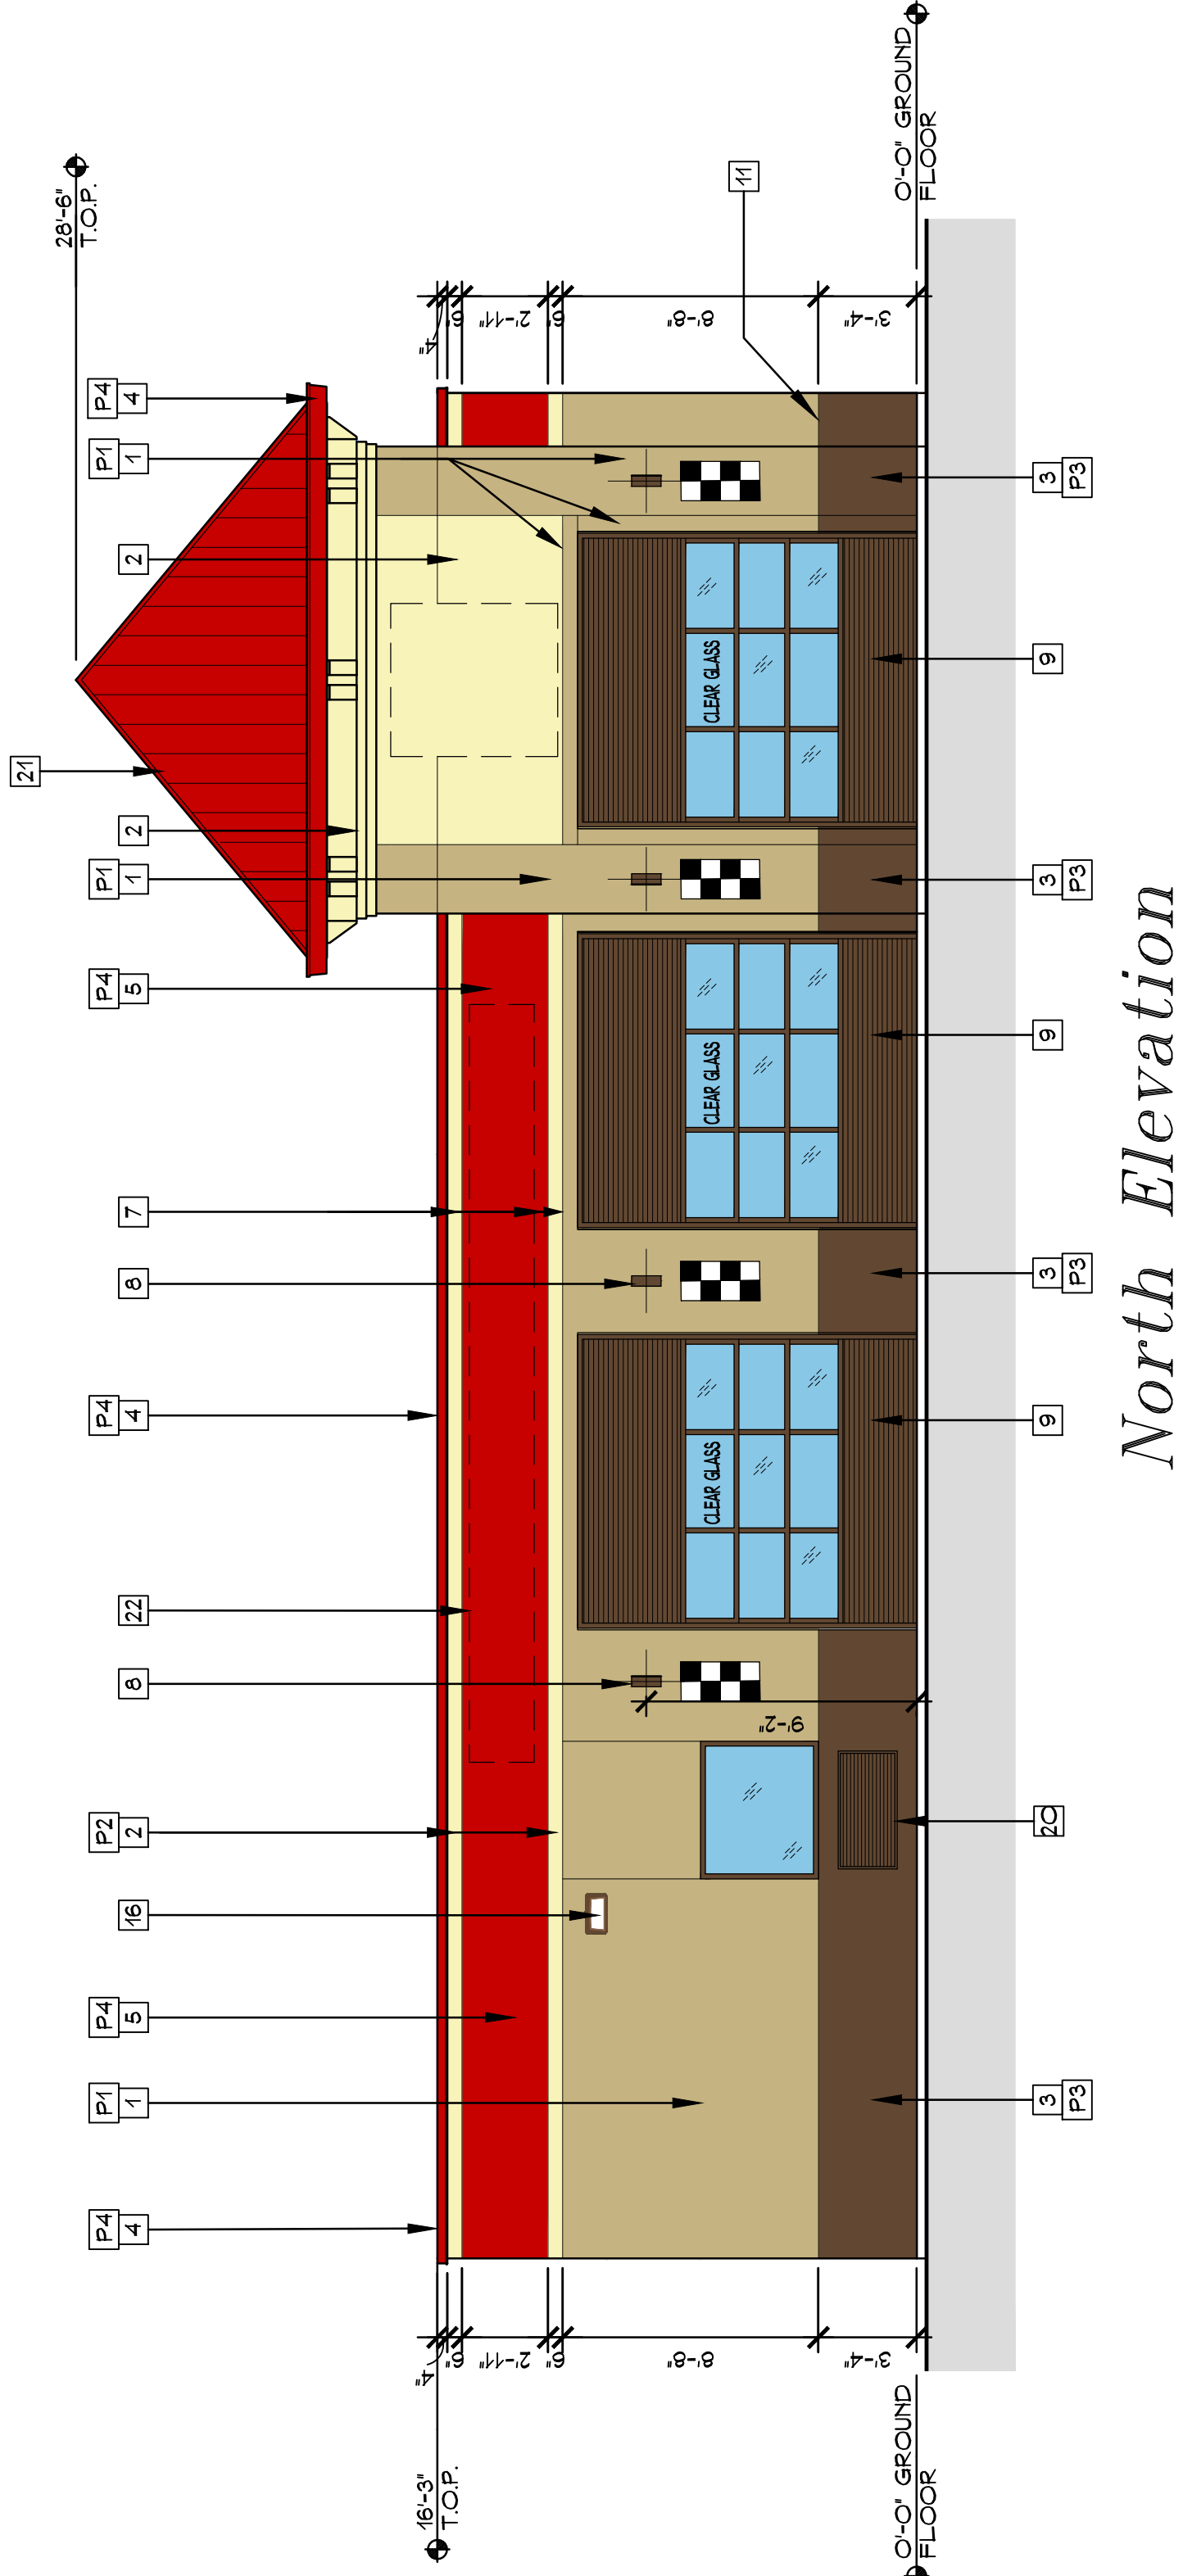 21
28'-6"
T.O.P.
P4
4
P1
1
P4
5
16
P2
2
8
22
P4
4
8
7
P4
5
P1
1
2
2
P1
1
P4
4
16'-3"
T.O.P.
4"
6"
2'-11"
6"
8'-8"
3'-4"
4"
6"
2'-11"
6"
8'-8"
3'-4"
CLEAR GLASS
CLEAR GLASS
CLEAR GLASS
11
9'-2"
0'-0" GROUND
FLOOR
0'-0" GROUND
FLOOR
3
P3
20
9
3
P3
9
3
P3
9
3
P3
North Elevation